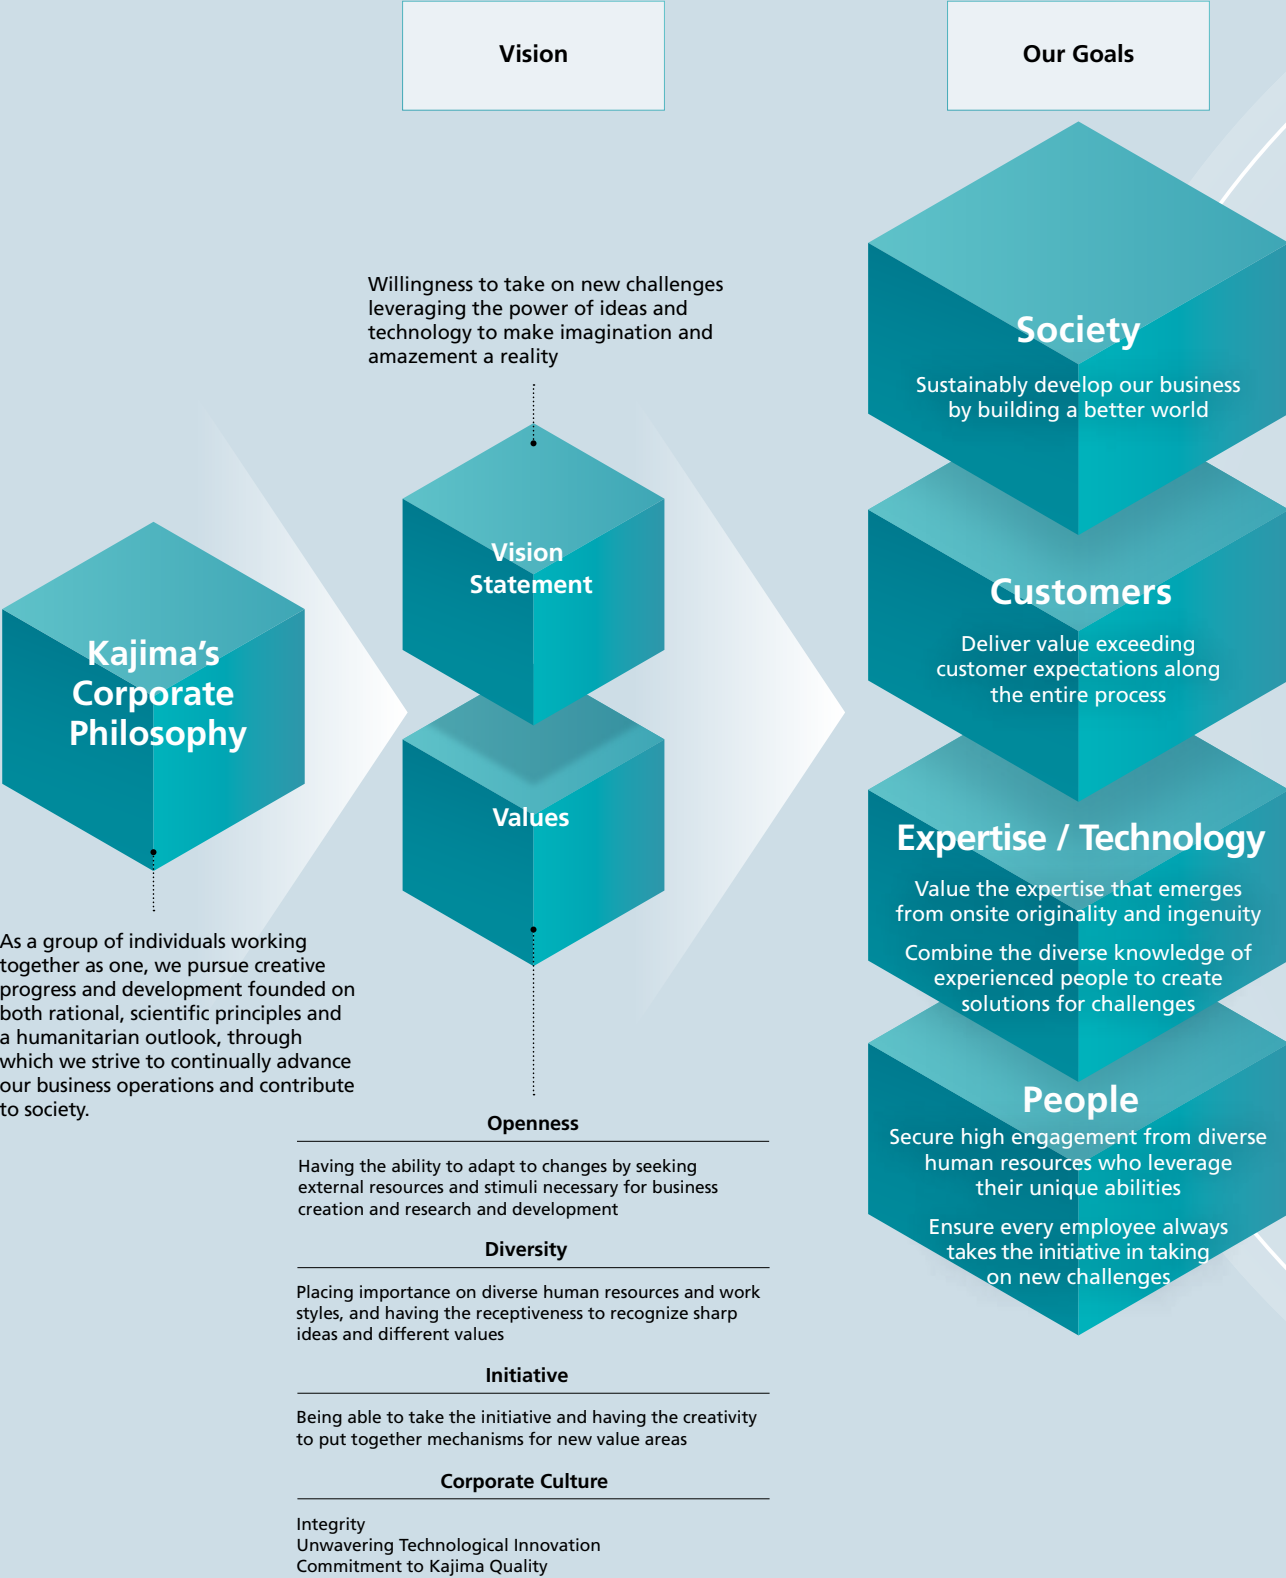 Vision
Our Goals
Willingness to take on new challenges
leveraging the power of ideas and
technology to make imagination and
amazement a reality
Kajima’s
Corporate
Philosophy
As a group of individuals working
together as one, we pursue creative
progress and development founded on
both rational, scientific principles and
a humanitarian outlook, through
which we strive to continually advance
our business operations and contribute
to society.
Vision
Statement
Values
Openness
Having the ability to adapt to changes by seeking
external resources and stimuli necessary for business
creation and research and development
Diversity
Placing importance on diverse human resources and work
styles, and having the receptiveness to recognize sharp
ideas and different values
Initiative
Being able to take the initiative and having the creativity
to put together mechanisms for new value areas
Corporate Culture
Integrity
Unwavering Technological Innovation
Commitment to Kajima Quality
Society
Sustainably develop our business
by building a better world
Customers
Deliver value exceeding
customer expectations along
the entire process
Expertise / Technology
Value the expertise that emerges
from onsite originality and ingenuity
Combine the diverse knowledge of
experienced people to create
solutions for challenges
People
Secure high engagement from diverse
human resources who leverage
their unique abilities
Ensure every employee always
takes the initiative in taking
on new challenges